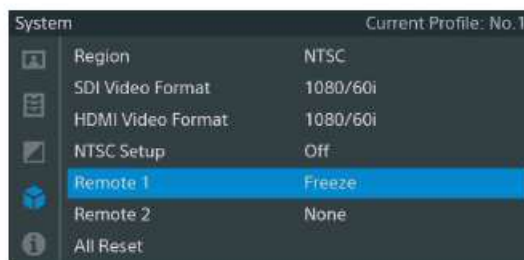 System Current Profile: No.1
Region NTSC
SDI Video Format 1080/60i
HDMI Video Format 1080/60i
NTSC Setup Off
Remote 1 Freeze
Remote 2 None
All Reset